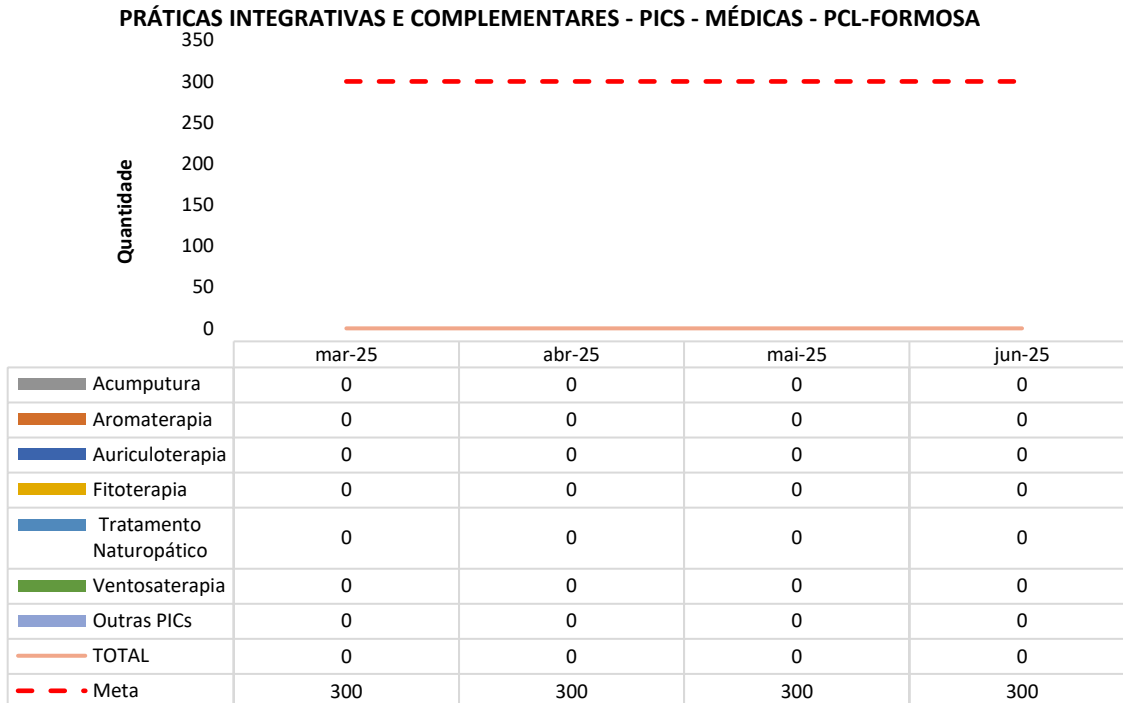 PRÁTICAS INTEGRATIVAS E COMPLEMENTARES - PICS - MÉDICAS - PCL-FORMOSA
350
300
250
200
150
100
50
0
Quantidade
mar-25 abr-25 mai-25 jun-25
Acumputura 0 0 0 0
Aromaterapia 0 0 0 0
Auriculoterapia 0 0 0 0
Fitoterapia 0 0 0 0
Tratamento
Naturopático 0 0 0 0
Ventosaterapia 0 0 0 0
Outras PICs 0 0 0 0
TOTAL 0 0 0 0
Meta 300 300 300 300